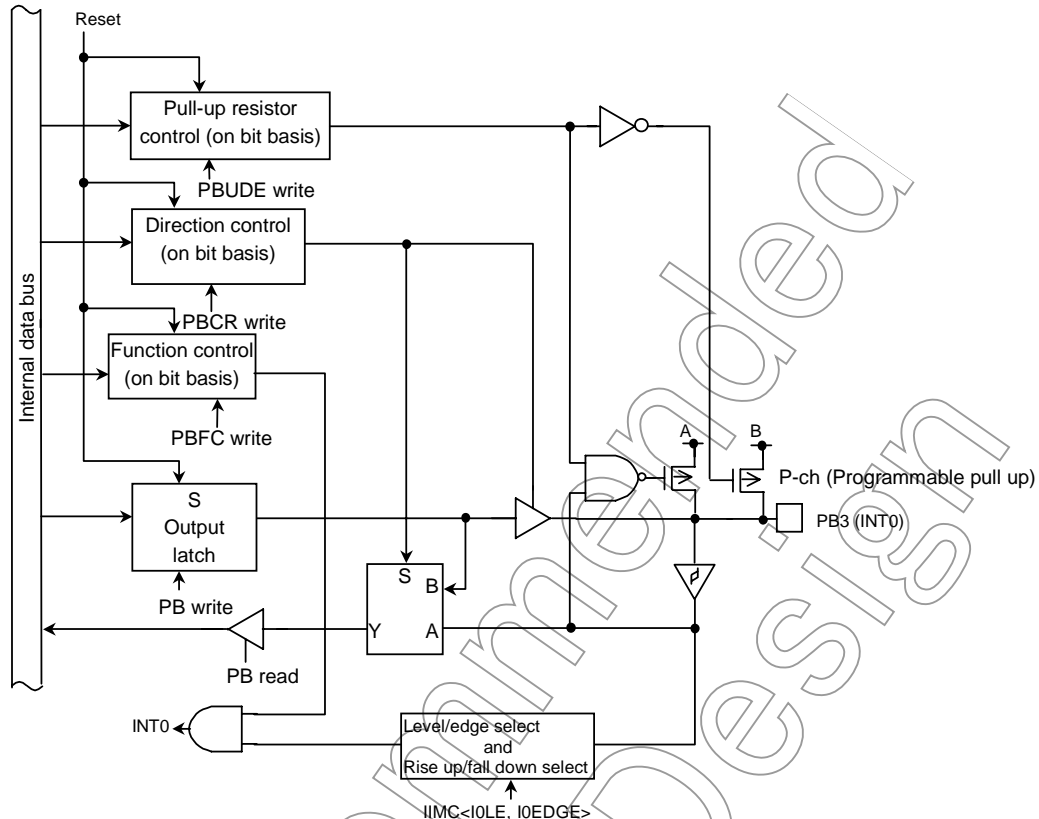 Reset
Pull-up resistor
control (on bit basis)
PBUDE write
Direction control
(on bit basis)
PBCR write
Function control
(on bit basis)
PBFC write
Internal data bus
S
Output
latch
PB write
A
B
P-ch (Programmable pull up)
PB3 (INT0)
S
B
Y
A
PB read
INT0
Level/edge select
and
Rise up/fall down select
IIMC<I0LE, I0EDGE>
ommended
Design